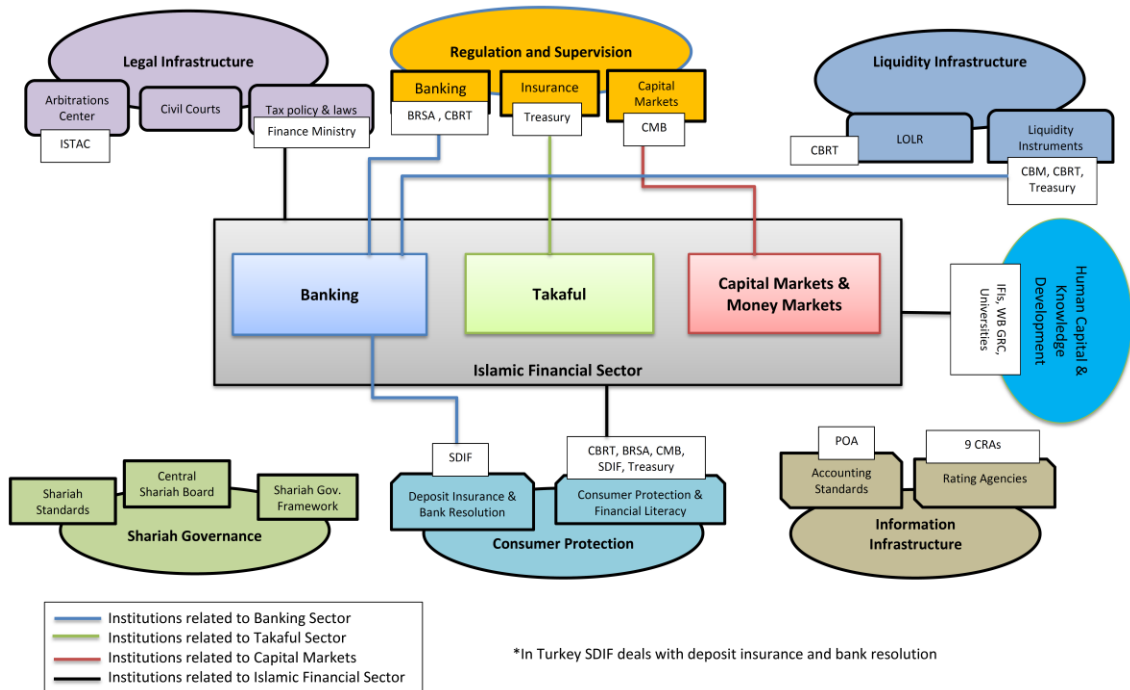 Legal Infrastructure
Arbitrations
Center
Civil Courts
Tax policy & laws
ISTAC
Finance Ministry
Regulation and Supervision
Banking
Insurance
Capital
Markets
BRSA , CBRT
Treasury
CMB
Liquidity Infrastructure
CBRT
LOLR
Liquidity
Instruments
CBM, CBRT,
Treasury
Banking
Takaful
Capital Markets &
Money Markets
Islamic Financial Sector
IFIs, WB GRC,
Universities
Human Capital &
Knowledge
Development
Shariah
Standards
Central
Shariah Board
Shariah Gov.
Framework
Shariah Governance
SDIF
CBRT, BRSA, CMB,
SDIF, Treasury
Deposit Insurance &
Bank Resolution
Consumer Protection &
Financial Literacy
Consumer Protection
POA
9 CRAs
Accounting
Standards
Rating Agencies
Information
Infrastructure
Institutions related to Banking Sector
Institutions related to Takaful Sector
Institutions related to Capital Markets
Institutions related to Islamic Financial Sector
*In Turkey SDIF deals with deposit insurance and bank resolution